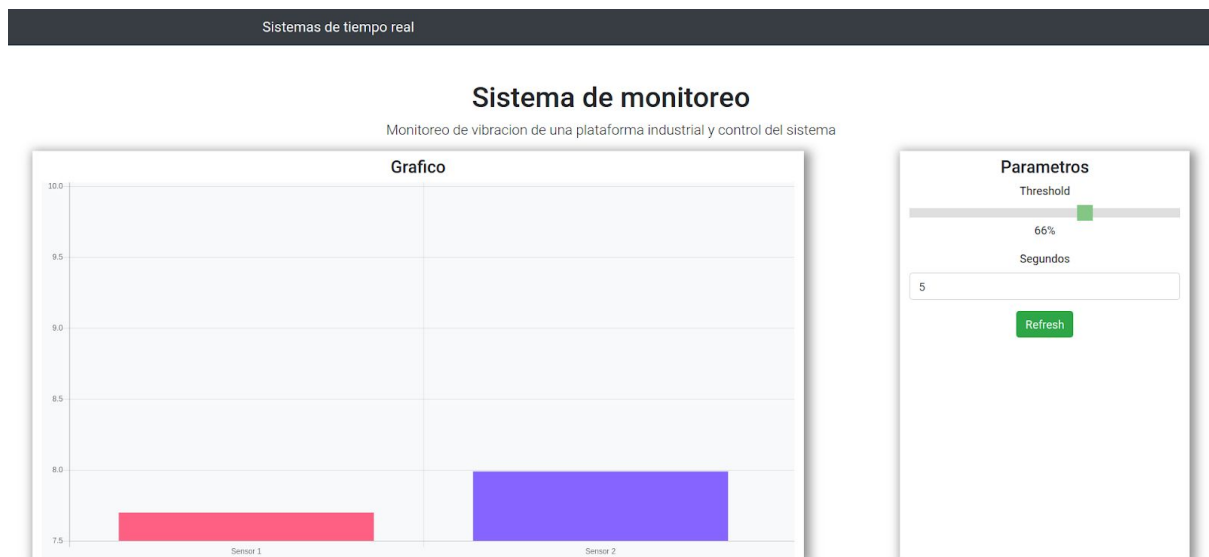 Sistemas de tiempo real
Sistema de monitoreo
Monitoreo de vibracion de una plataforma industrial y control del sistema
Grafico
10.0
9.5
9.0
8.5
8.0
7.5
Sensor 1
Sensor 2
Parametros
Threshold
66%
Segundos
5
Refresh